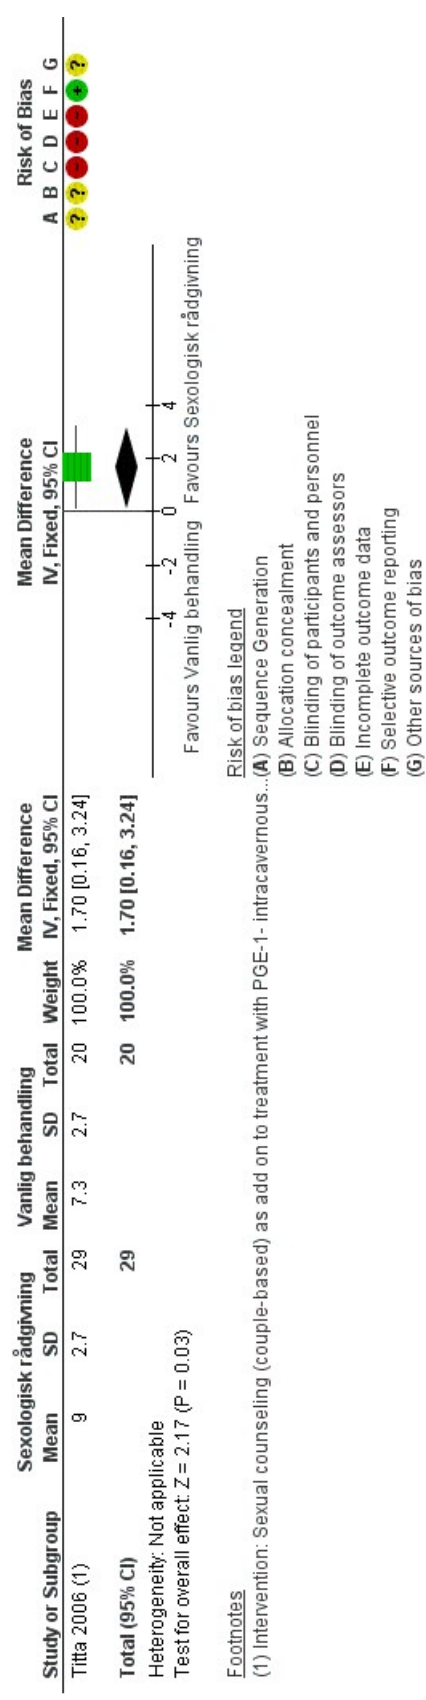 Sexologisk rådgivning Vanlig behandling Mean Difference Mean Difference Risk of Bias
Study or Subgroup Mean SD Total Mean SD Total Weight IV, Fixed, 95% CI IV, Fixed, 95% CI A B C D E F G
Titta 2006 (1) 9 2.7 29 7.3 2.7 20 100.0% 1.70 [0.16, 3.24] ? ? - - - + ?
Total (95% CI) 29 20 100.0% 1.70 [0.16, 3.24]
Heterogeneity: Not applicable
Test for overall effect: Z = 2.17 (P = 0.03)
-4 -2 0 2 4
Favours Vanlig behandling Favours Sexologisk rådgivning
Footnotes
(1) Intervention: Sexual counseling (couple-based) as add on to treatment with PGE-1- intracavernous...
Risk of bias legend
(A) Sequence Generation
(B) Allocation concealment
(C) Blinding of participants and personnel
(D) Blinding of outcome assessors
(E) Incomplete outcome data
(F) Selective outcome reporting
(G) Other sources of bias